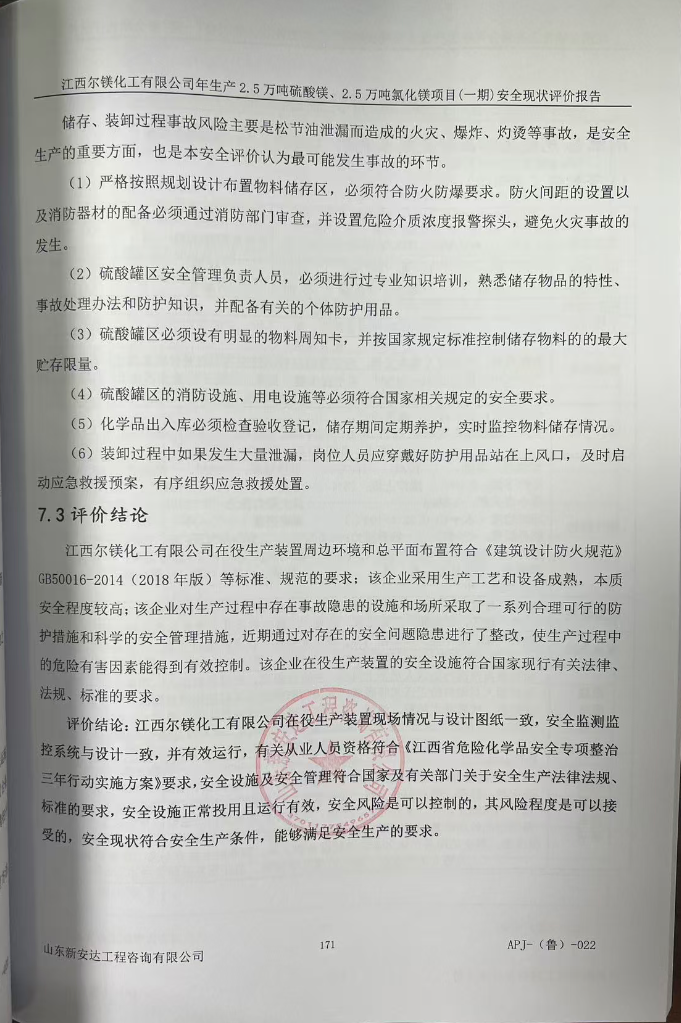 江西尔镁化工有限公司年生产 2.5 万吨硫酸镁、2.5 万吨氯化镁项目(一期)安全现状评价报告
储存、装卸过程事故风险主要是松节油泄漏而造成的火灾、爆炸、灼烫等事故，是安全
生产的重要方面，也是本安全评价认为最可能发生事故的环节。
（1）严格按照规划设计布置物料储存区，必须符合防火防爆要求。防火间距的设置以
及消防器材的配备必须通过消防部门审查，并设置危险介质浓度报警探头，避免火灾事故的
发生。
（2）硫酸罐区安全管理负责人员，必须进行过专业知识培训，熟悉储存物品的特性、
事故处理办法和防护知识，并配备有关的个体防护用品。
（3）硫酸罐区必须设有明显的物料周知卡，并按国家规定标准控制储存物料的的最大
贮存限量。
（4）硫酸罐区的消防设施、用电设施等必须符合国家相关规定的安全要求。
（5）化学品出入库必须检查验收登记，储存期间定期养护，实时监控物料储存情况。
（6）装卸过程中如果发生大量泄漏，岗位人员应穿戴好防护用品站在上风口，及时启
动应急救援预案，有序组织应急救援处置。
7.3 评价结论
江西尔镁化工有限公司在役生产装置周边环境和总平面布置符合《建筑设计防火规范》
GB50016-2014（2018 年版）等标准、规范的要求；该企业采用生产工艺和设备成熟，本质
安全程度较高；该企业对生产过程中存在事故隐患的设施和场所采取了一系列合理可行的防
护措施和科学的安全管理措施，近期通过对存在的安全问题隐患进行了整改，使生产过程中
的危险有害因素能得到有效控制。该企业在役生产装置的安全设施符合国家现行有关法律、
法规、标准的要求。
评价结论：江西尔镁化工有限公司在役生产装置现场情况与设计图纸一致，安全监测监
控系统与设计一致，并有效运行，有关从业人员资格符合《江西省危险化学品安全专项整治
三年行动实施方案》要求，安全设施及安全管理符合国家及有关部门关于安全生产法律法规、
标准的要求，安全设施正常投用且运行有效，安全风险是可以控制的，其风险程度是可以接
受的，安全现状符合安全生产条件，能够满足安全生产的要求。
山东新安达工程咨询有限公司
171
APJ-（鲁）-022